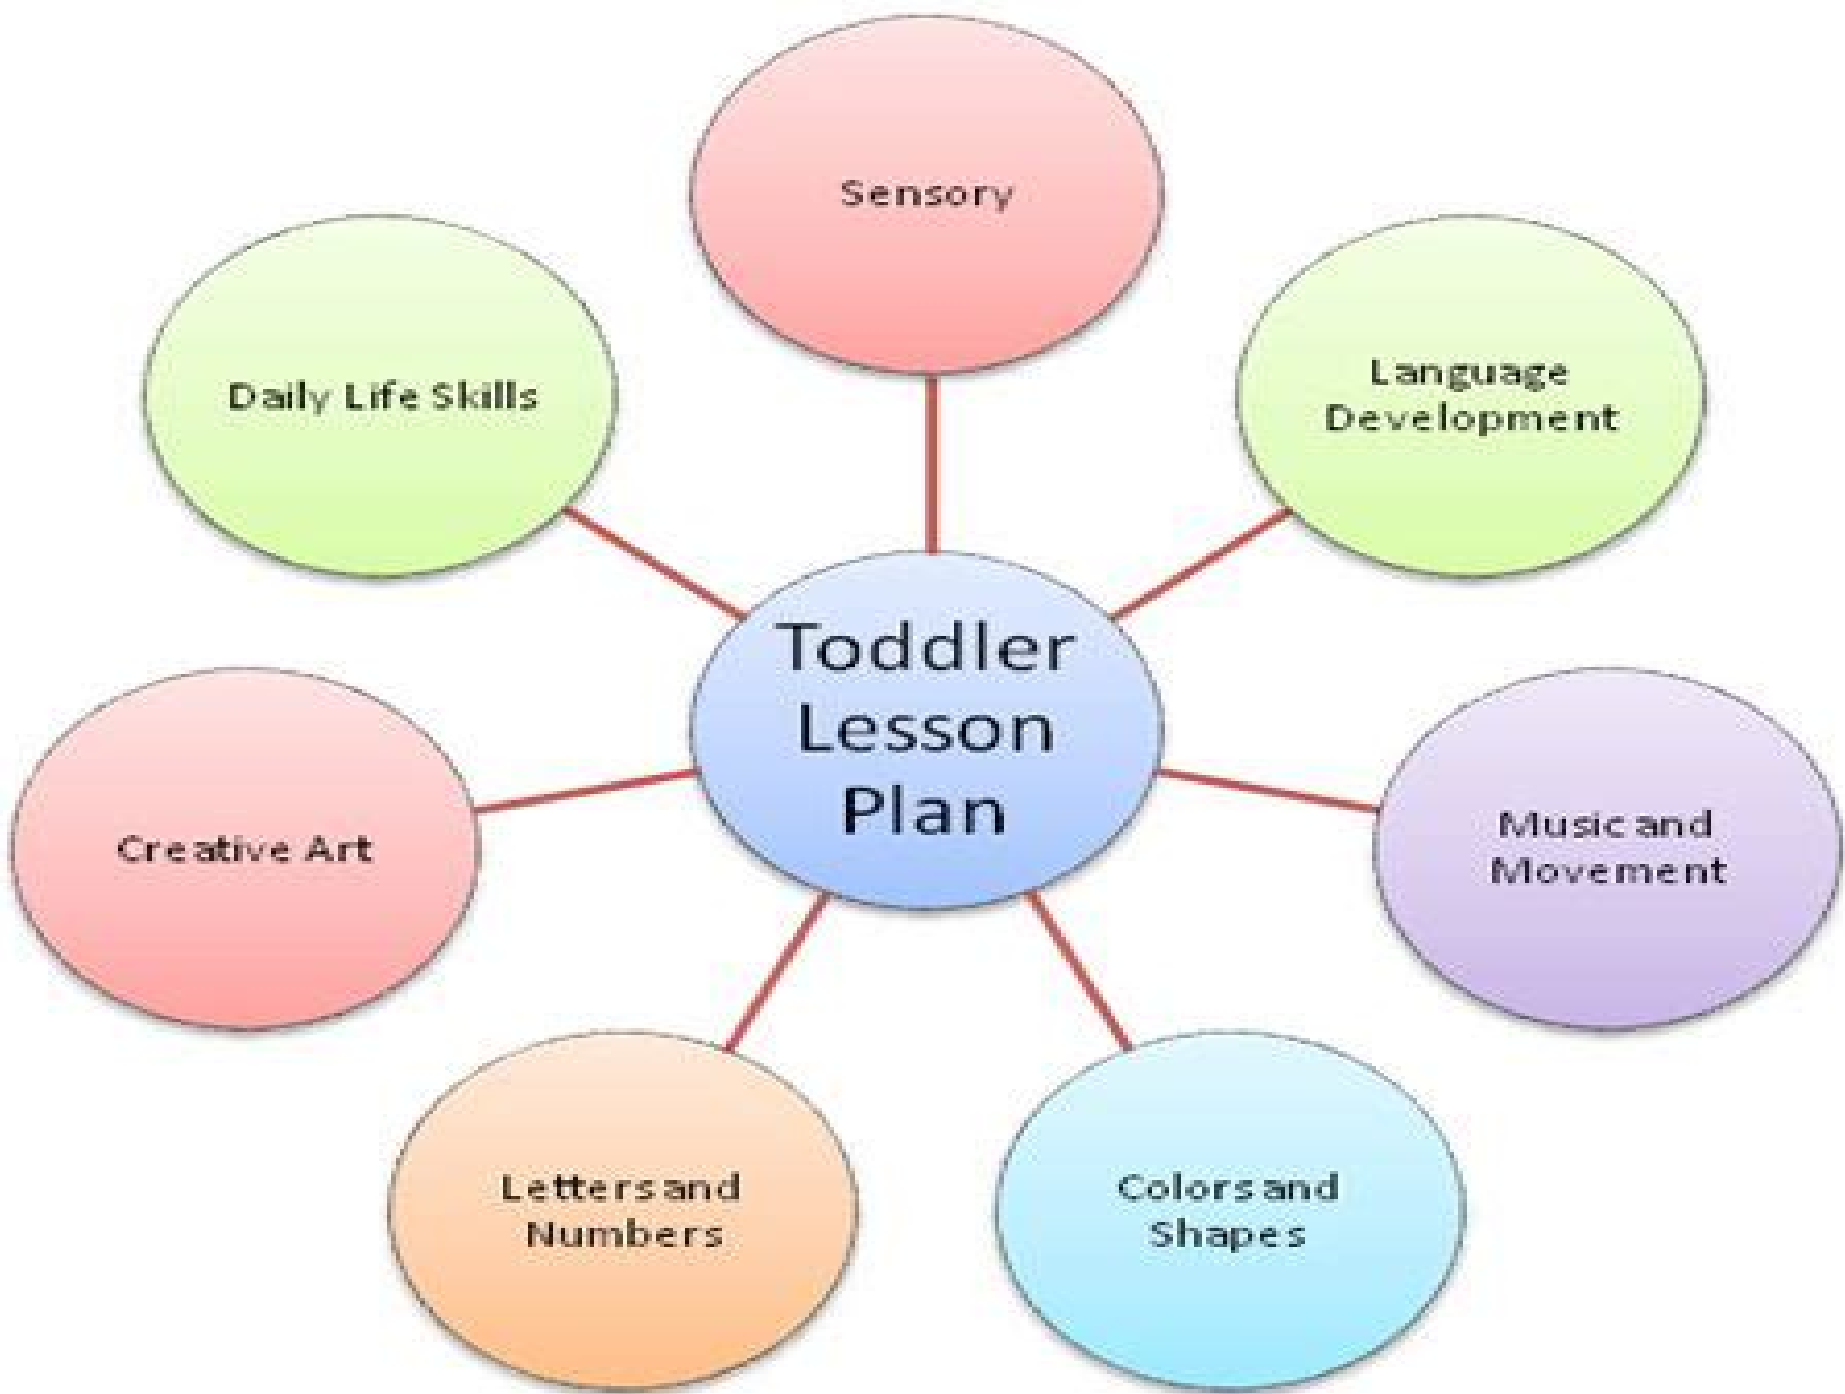 Sensory
Language
Development
Music and
Movement
Colors and
Shapes
Letters and
Numbers
Creative Art
Daily Life Skills
Toddler
Lesson
Plan